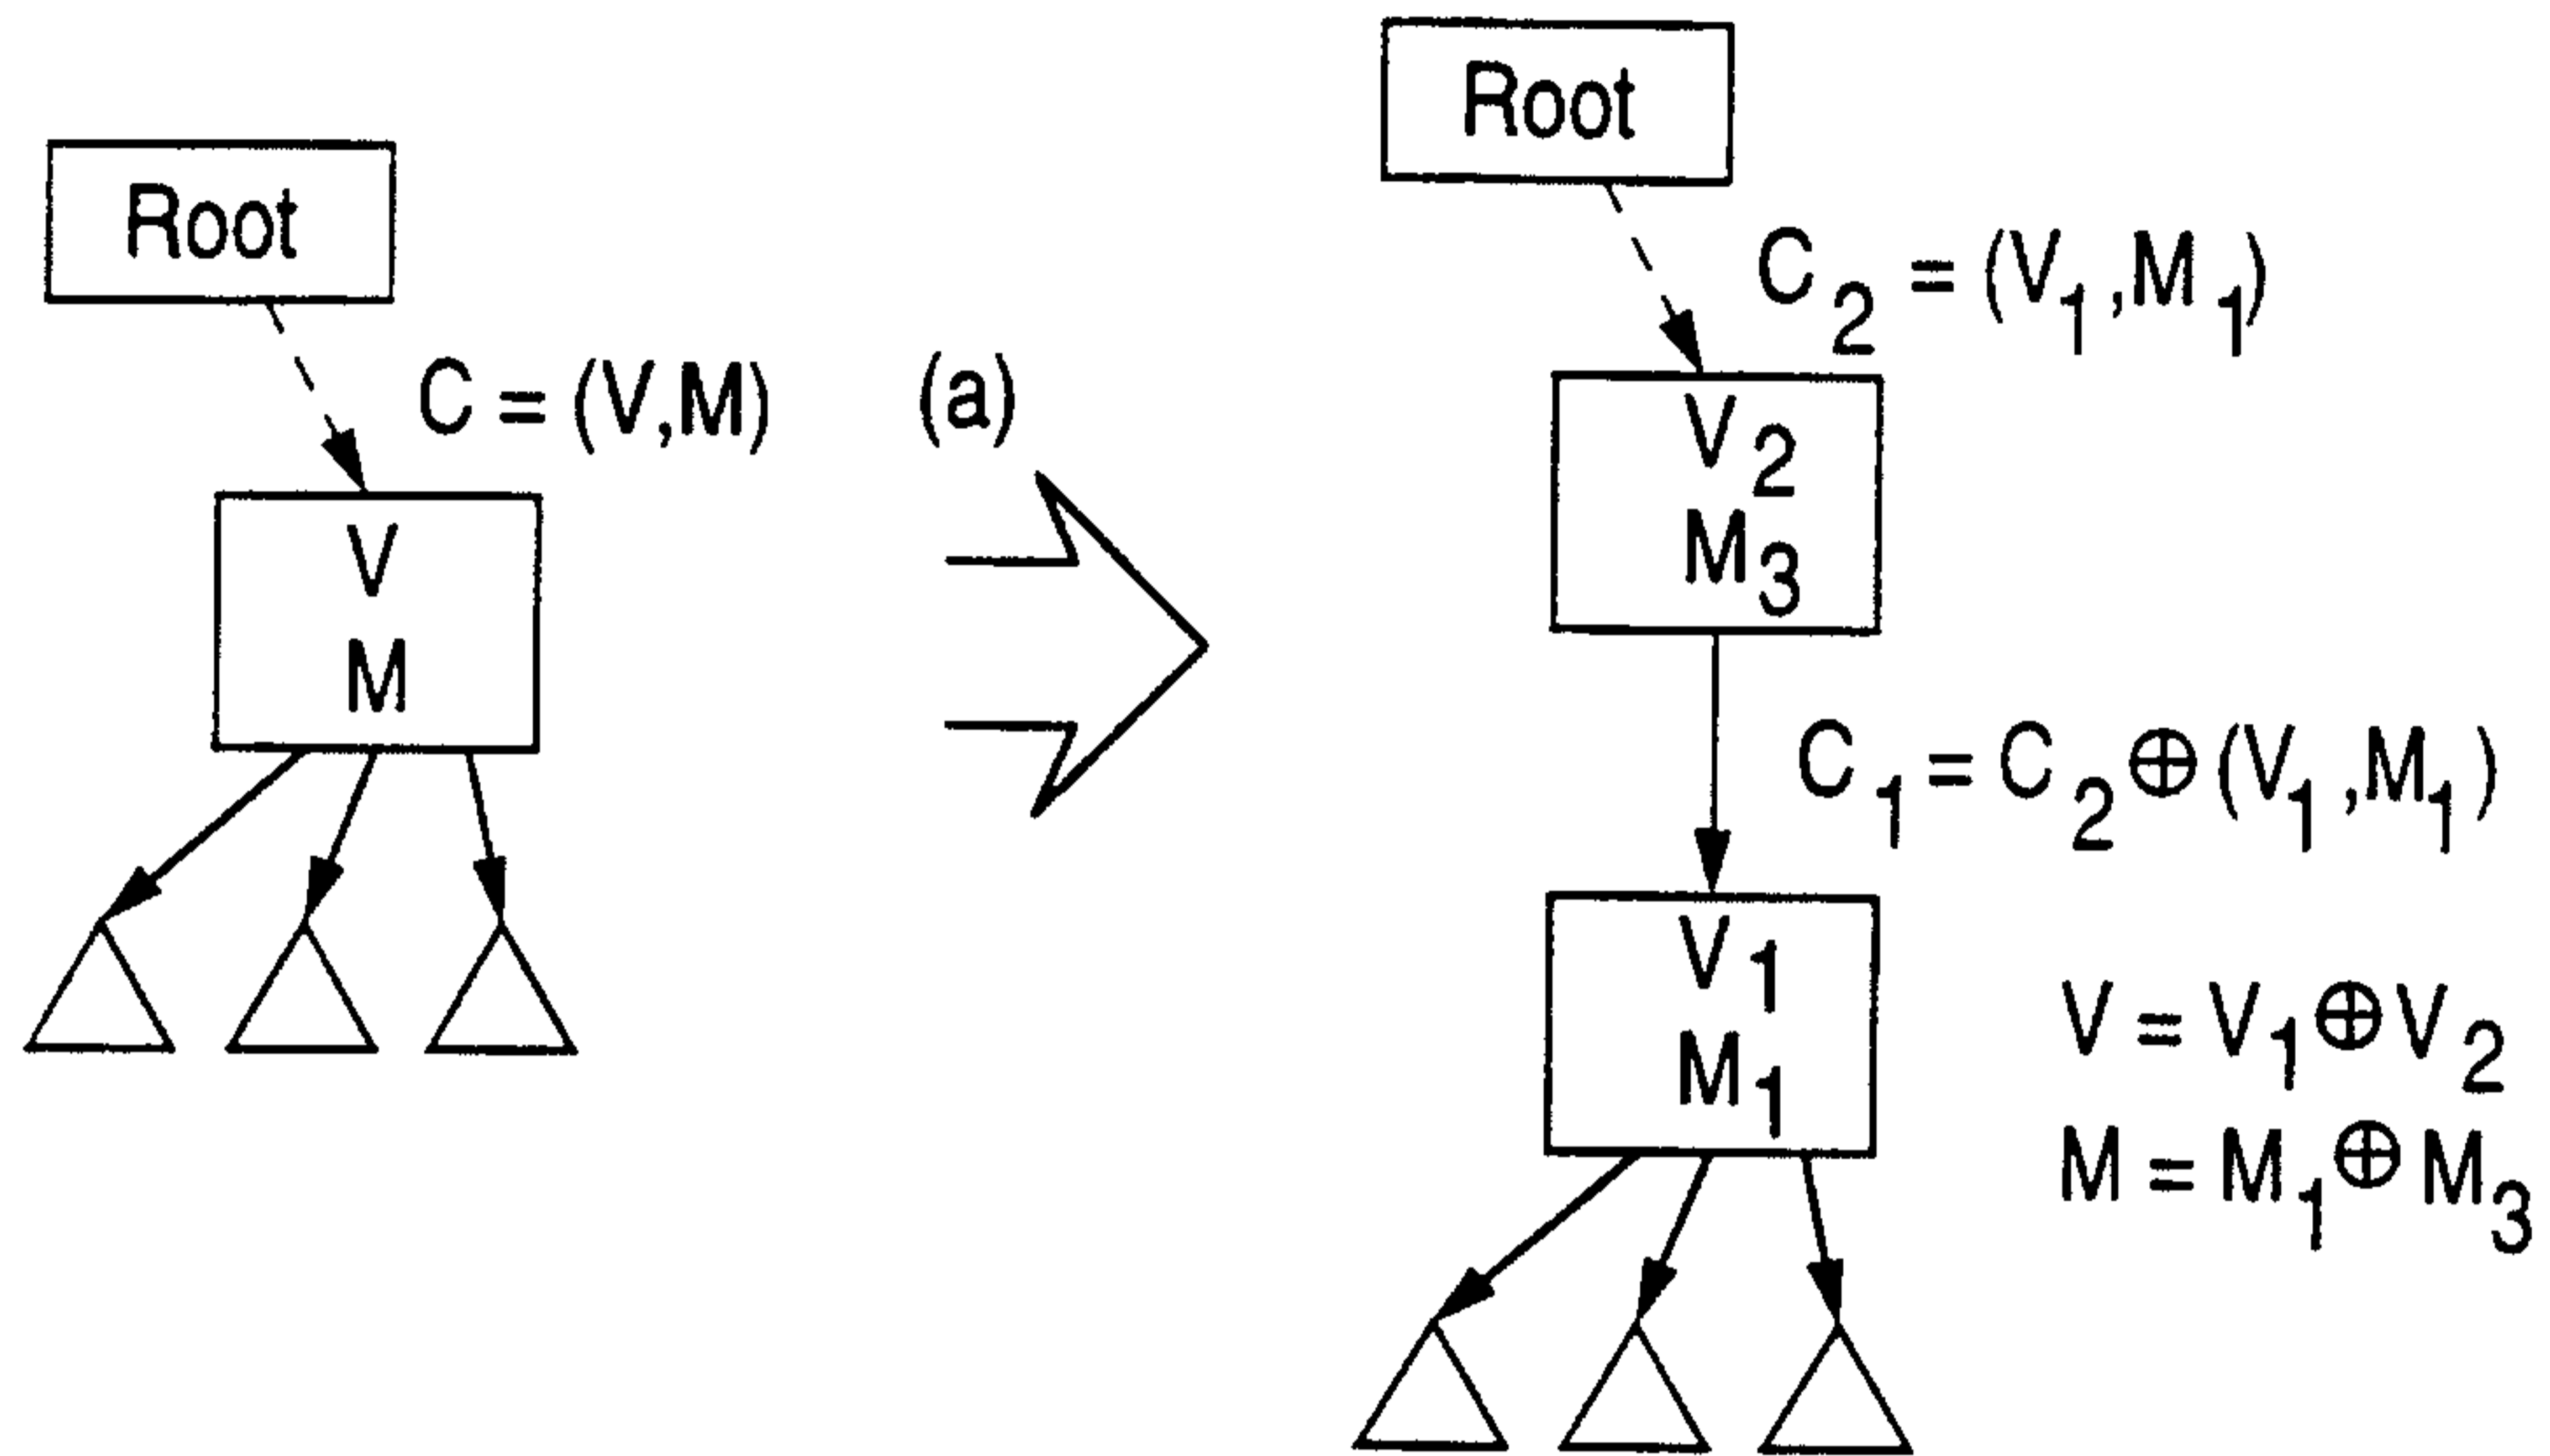 Root
C = (V,M)
V
M
(a)
Root
C₂ = (V₁,M₁)
V₂
M₃
C₁ = C₂ ⊕ (V₁,M₁)
V₁
M₁
V = V₁ ⊕ V₂
M = M₁ ⊕ M₃